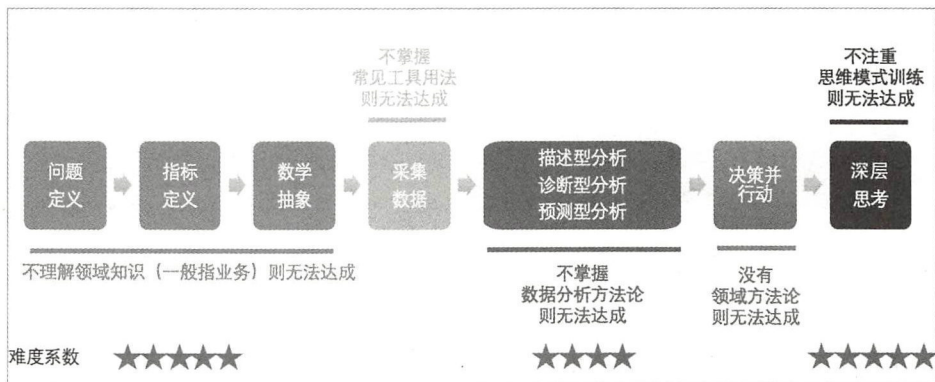 不掌握
常见工具用法
则无法达成
不注重
思维模式训练
则无法达成
问题
定义
指标
定义
数学
抽象
采集
数据
描述型分析
诊断型分析
预测型分析
决策并
行动
深层
思考
不理解领域知识（一般指业务）则无法达成
不掌握
数据分析方法论
则无法达成
没有
领域方法论
则无法达成
难度系数